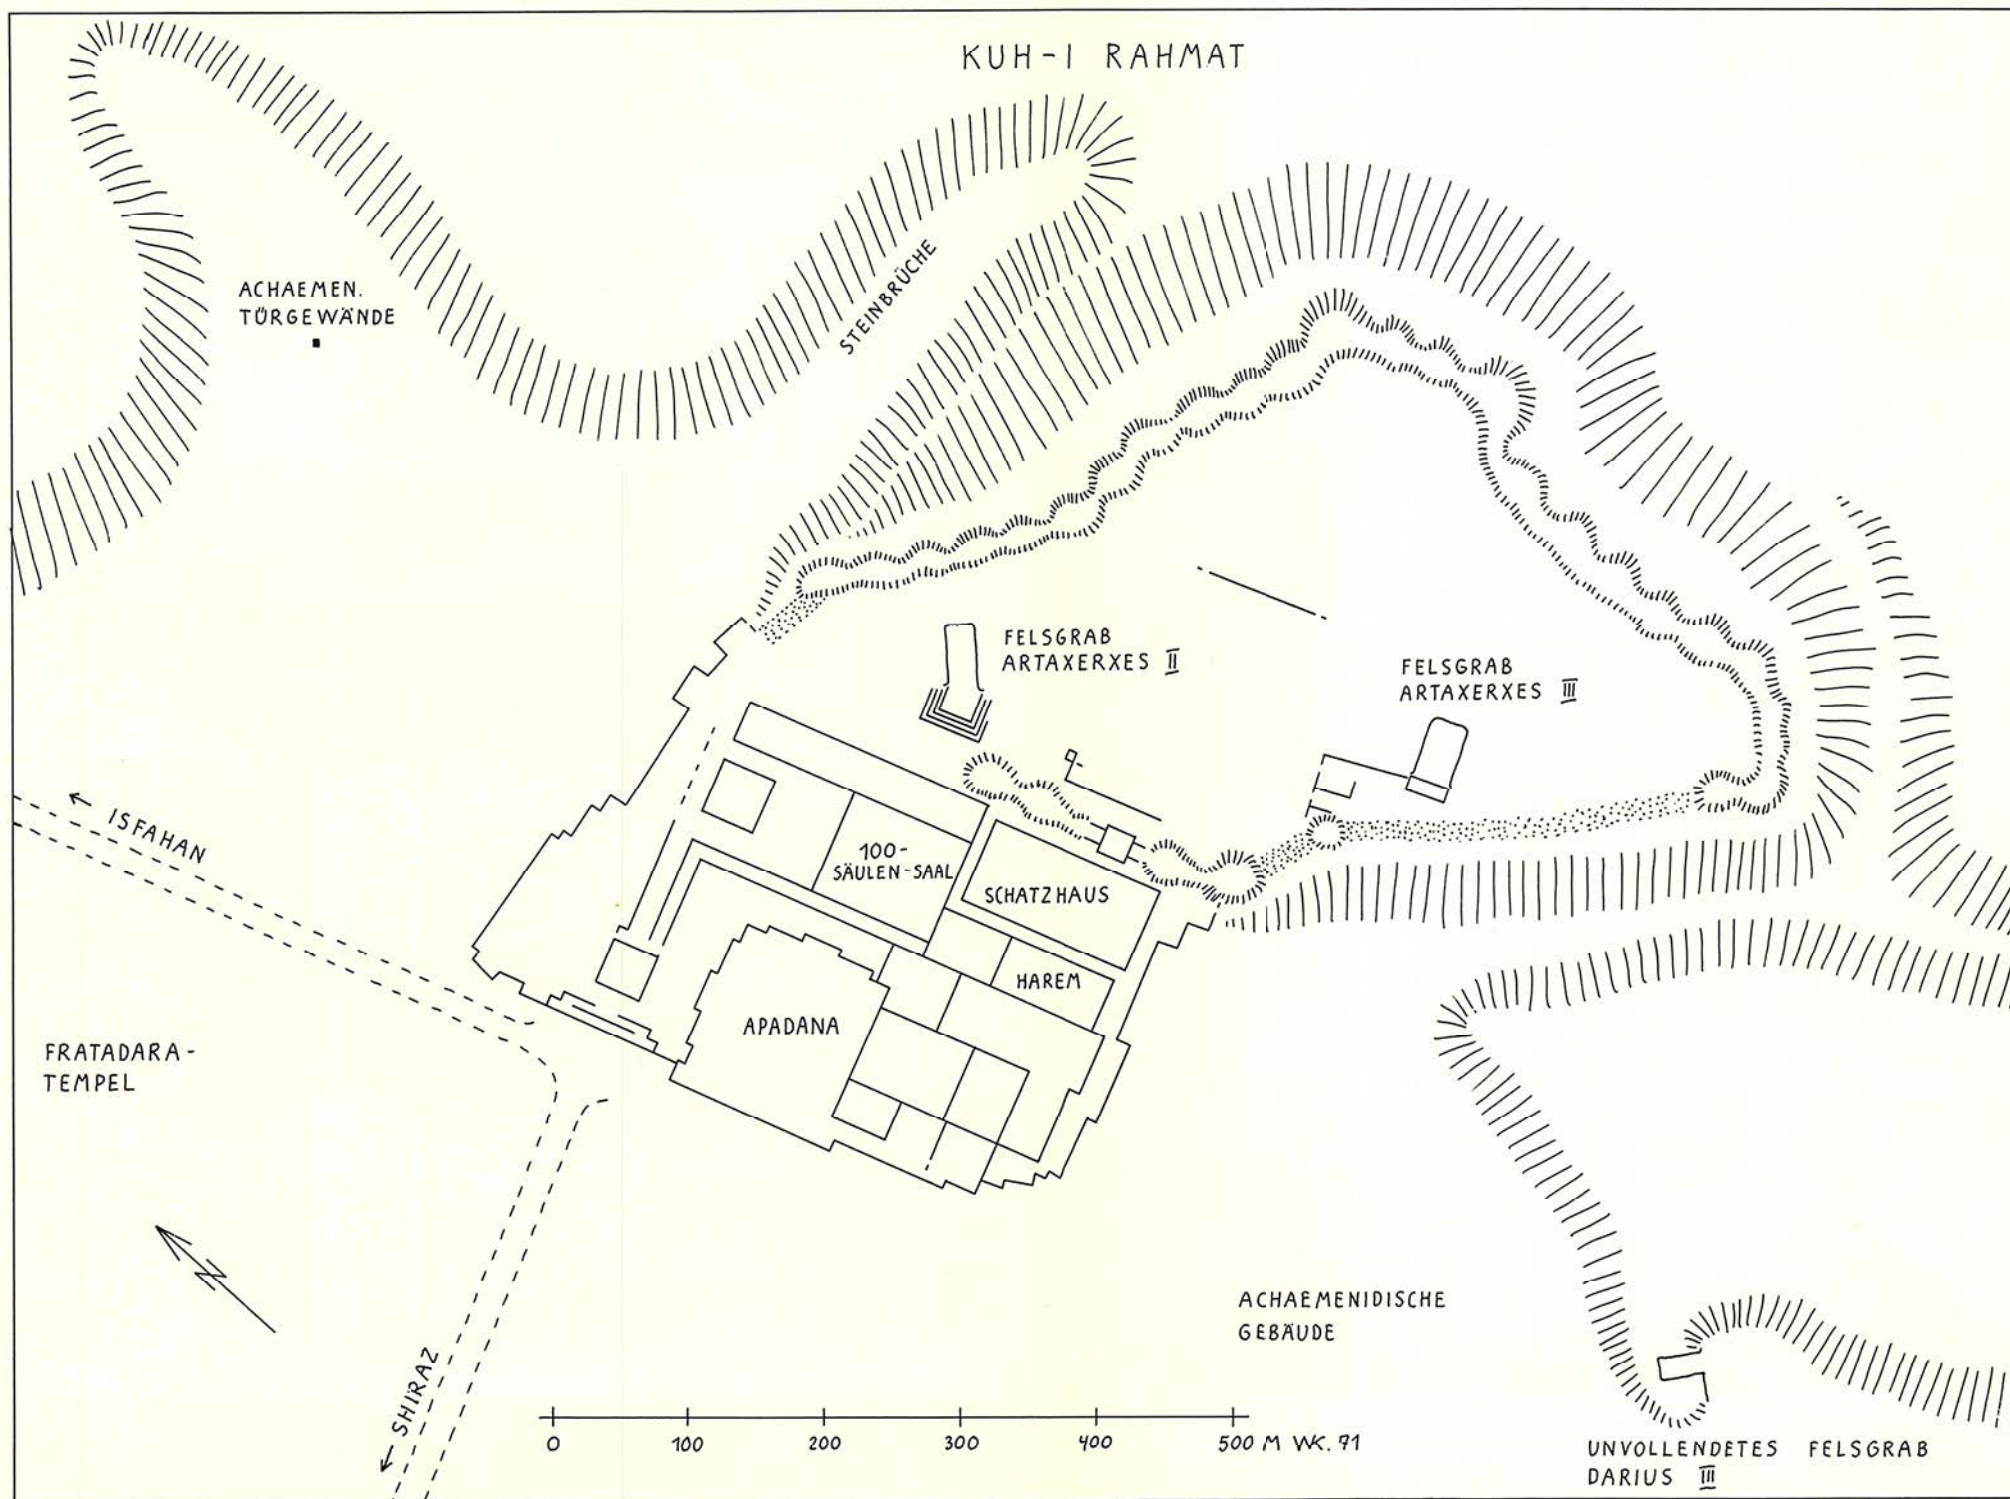 KUH-I RAHMAT
STEINBRÜCHE
ACHAEMEN.
TÜRGEWÄNDE
FELSGRAB
ARTAXERXES II
FELSGRAB
ARTAXERXES III
ISFAHAN
100-
SÄULEN-SAAL
SCHATZHAUS
HAREM
APADANA
FRATADARA-
TEMPEL
N
SHIRAZ
ACHAEMENIDISCHE
GEBÄUDE
0 100 200 300 400 500 M WK. 71
UNVOLLENDETES FELSGRAB
DARIUS III